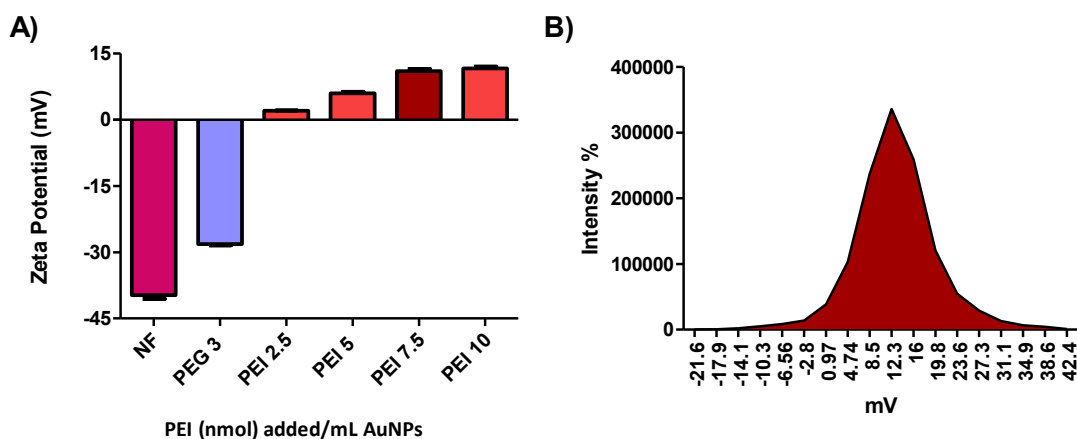 A)
Zeta Potential (mV)
15
0
-15
-30
-45
NF
PEG 3
PEI 2.5
PEI 5
PEI 7.5
PEI 10
PEI (nmol) added/mL AuNPs
B)
Intensity %
400000
300000
200000
100000
0
-21.6
-17.9
-14.1
-10.3
-6.56
-2.8
0.97
4.74
8.5
12.3
16
19.8
23.6
27.3
31.1
34.9
38.6
42.4
mV